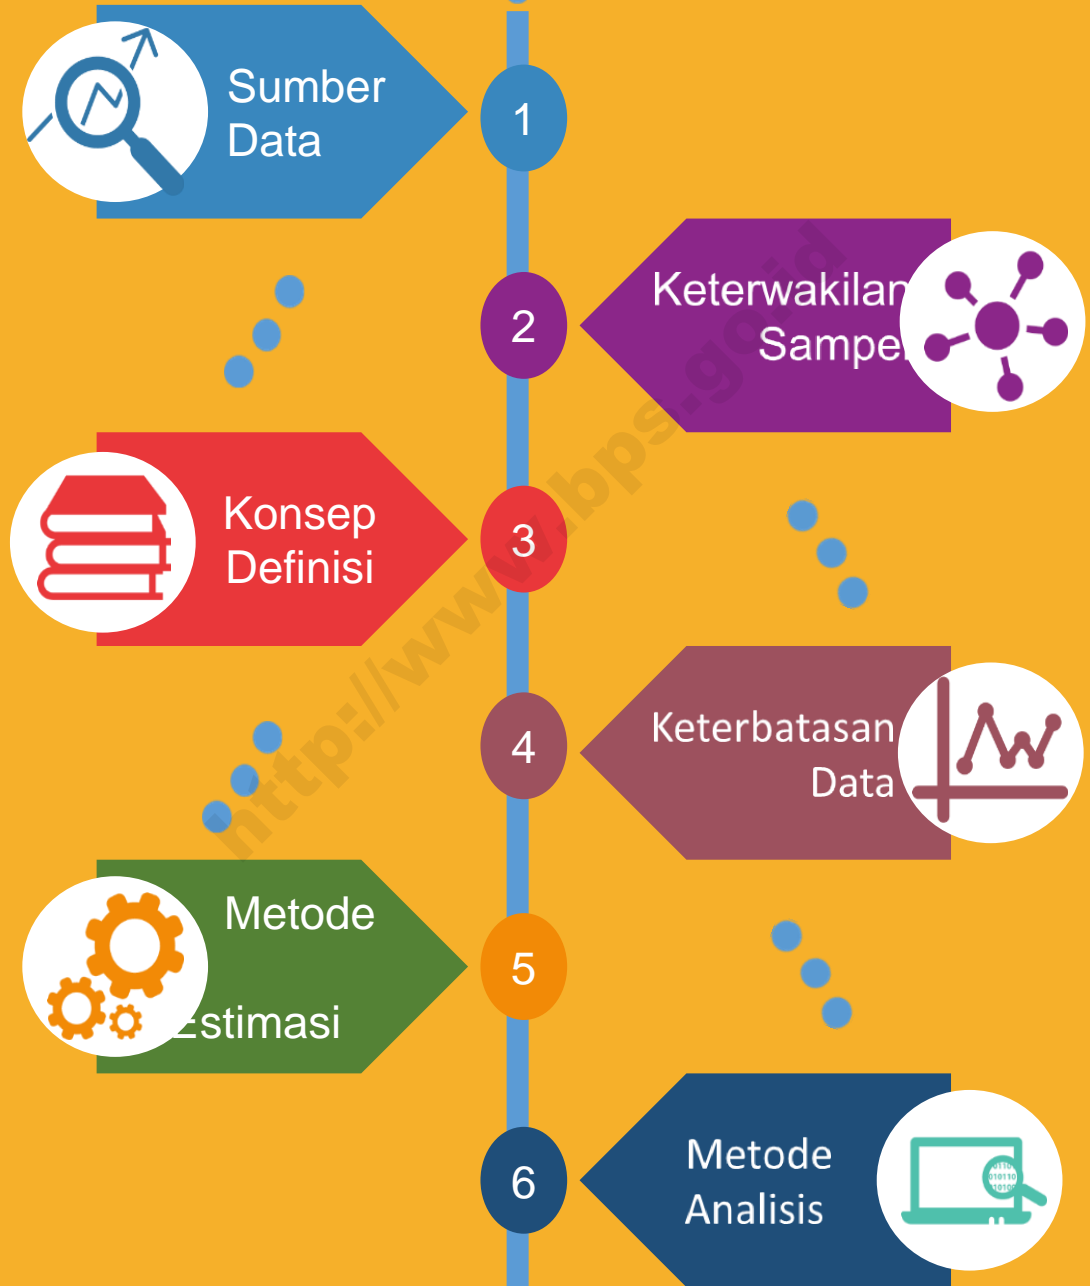 Sumber
Data
1
2
Keterwakilan
Sampel
Konsep
Definisi
3
4
Keterbatasan
Data
Metode
Estimasi
5
6
Metode
Analisis
http://www.bps.go.id